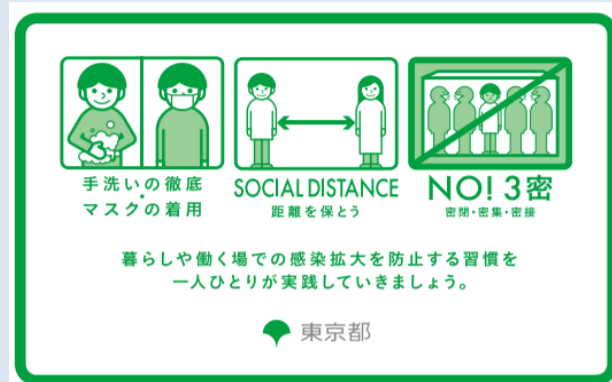 手洗いの徹底
・
マスクの着用
SOCIAL DISTANCE
距離を保とう
NO! 3密
密閉・密集・密接
暮らしや働く場での感染拡大を防止する習慣を
一人ひとりが実践していきましょう。
東京都